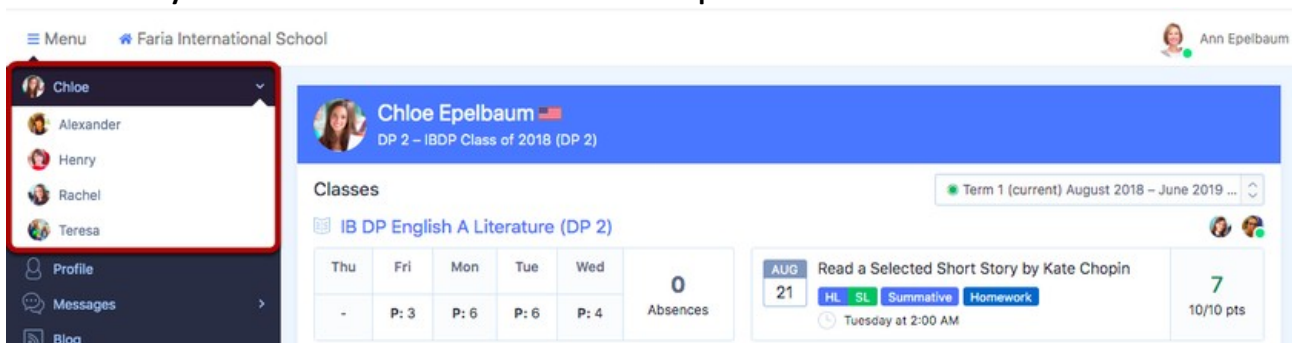 Menu Faria International School Ann Epelbaum
Chloe
Alexander
Henry
Rachel
Teresa
Profile
Messages
Blog
Chloe Epelbaum
DP 2 – IBDP Class of 2018 (DP 2)
Classes
Term 1 (current) August 2018 – June 2019 ...
IB DP English A Literature (DP 2)
Thu Fri Mon Tue Wed
- P: 3 P: 6 P: 6 P: 4
0
Absences
AUG
21
Read a Selected Short Story by Kate Chopin
HL SL Summative Homework
Tuesday at 2:00 AM
7
10/10 pts